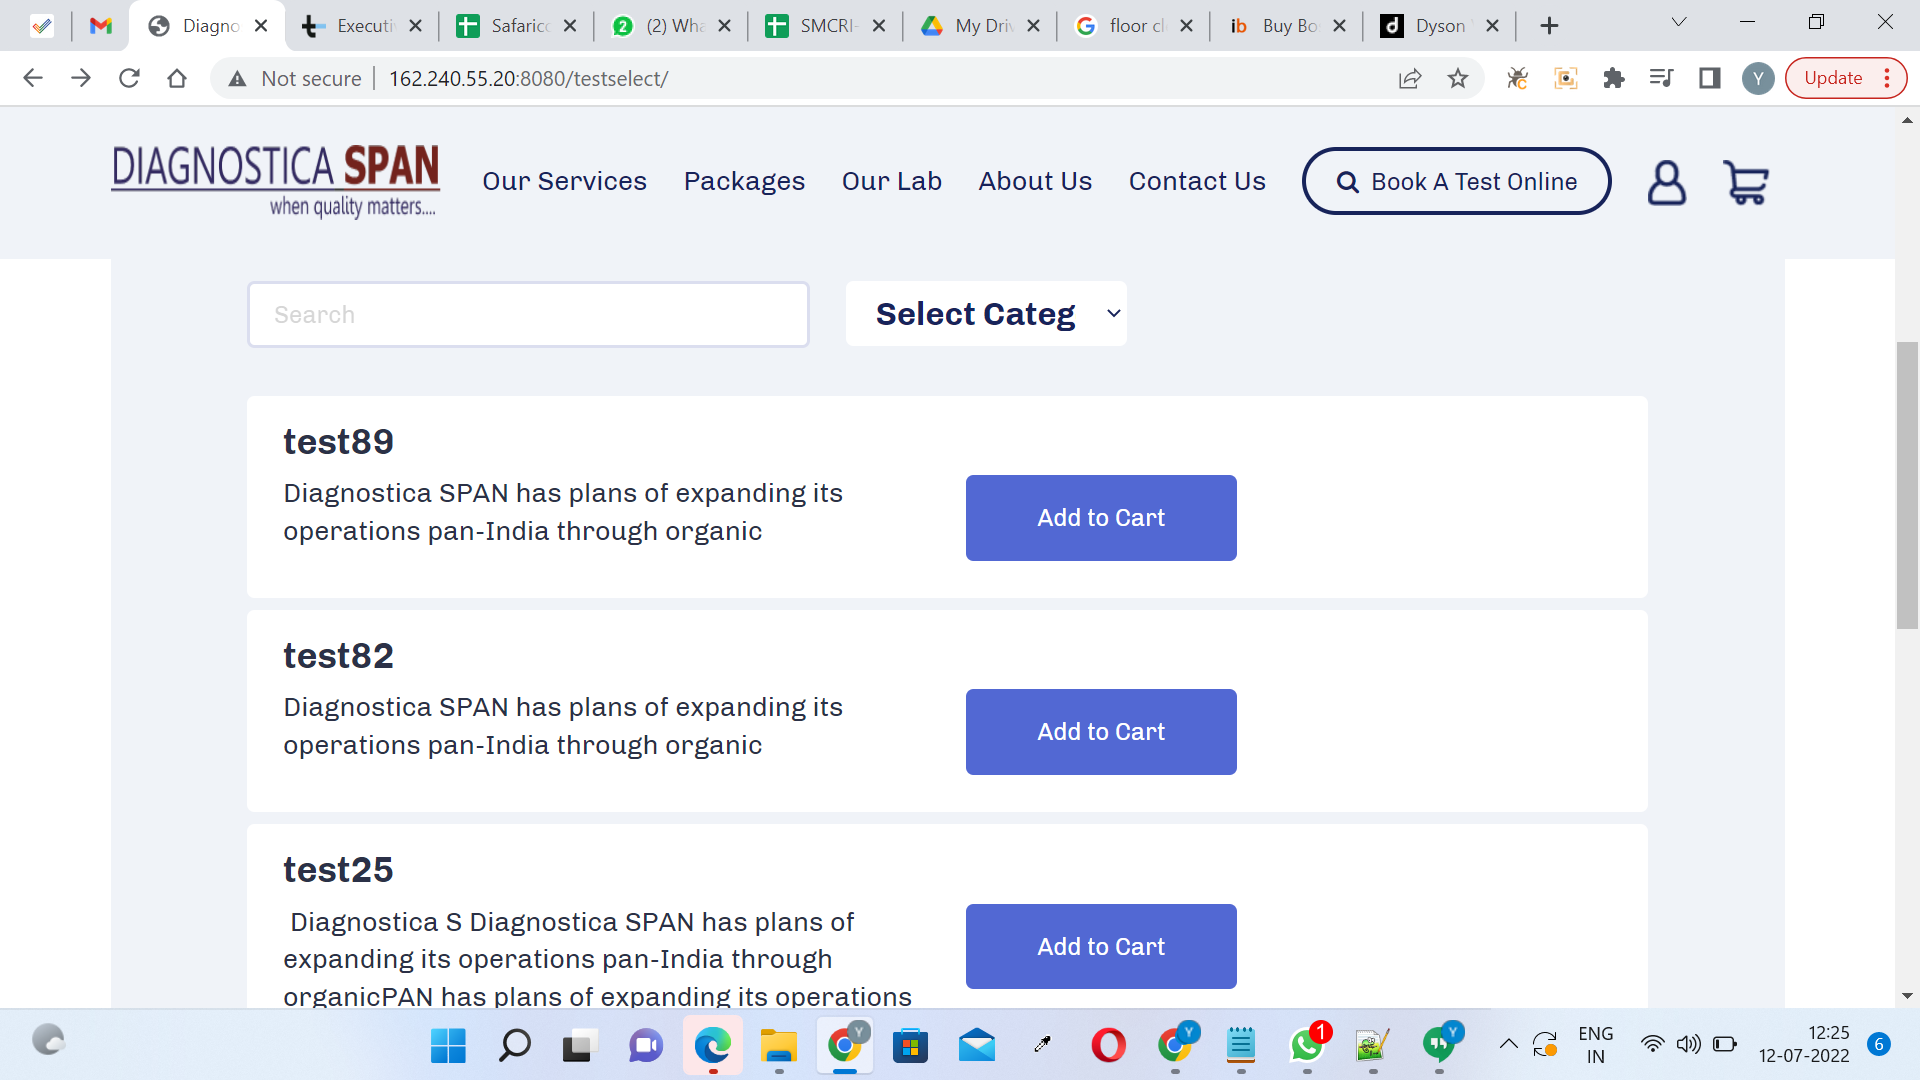 Diagno
Executi
Safaric
(2) Wha
SMCRI-
My Driv
floor cl
Buy Bo
Dyson
Not secure
162.240.55.20:8080/testselect/
Y
Update
DIAGNOSTICA SPAN
when quality matters....
Our Services
Packages
Our Lab
About Us
Contact Us
Book A Test Online
Search
Select Categ
test89
Diagnostica SPAN has plans of expanding its
operations pan-India through organic
Add to Cart
test82
Diagnostica SPAN has plans of expanding its
operations pan-India through organic
Add to Cart
test25
Diagnostica S Diagnostica SPAN has plans of
expanding its operations pan-India through
organicPAN has plans of expanding its operations
Add to Cart
Y
Y
1
Y
ENG
IN
12:25
12-07-2022
6